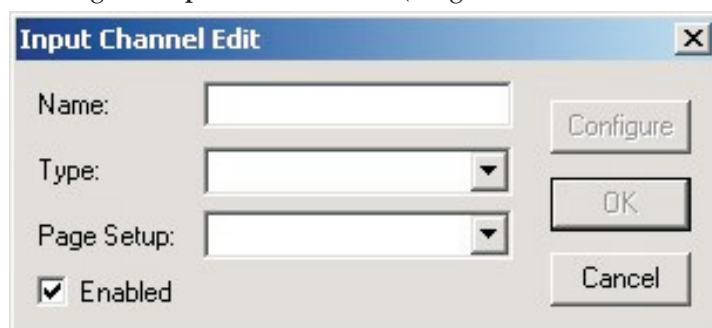 Input Channel Edit
Name:
Configure
Type:
OK
Page Setup:
Enabled
Cancel